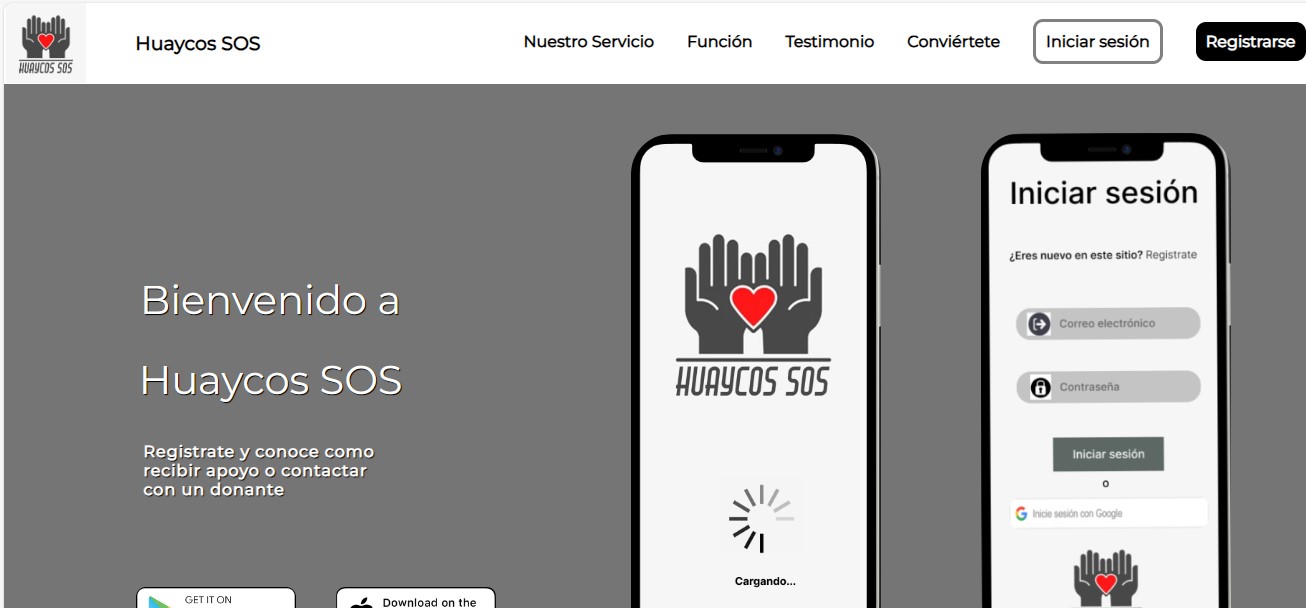 HUAYCOS SOS
Huaycos SOS
Nuestro Servicio
Función
Testimonio
Conviértete
Iniciar sesión
Registrarse
Bienvenido a
Huaycos SOS
Registrate y conoce como
recibir apoyo o contactar
con un donante
GET IT ON
Download on the
HUAYCOS SOS
Cargando...
Iniciar sesión
¿Eres nuevo en este sitio? Registrate
Correo electrónico
Contraseña
Iniciar sesión
o
Inicie sesión con Google